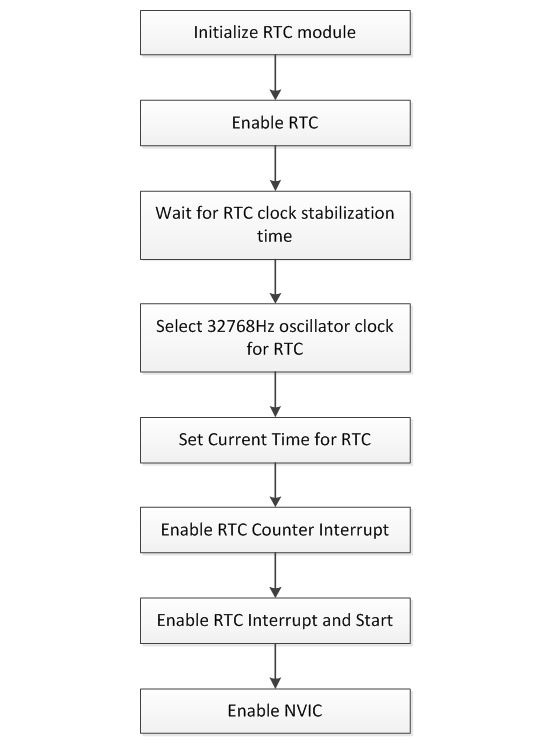 Initialize RTC module
Enable RTC
Wait for RTC clock stabilization
time
Select 32768Hz oscillator clock
for RTC
Set Current Time for RTC
Enable RTC Counter Interrupt
Enable RTC Interrupt and Start
Enable NVIC